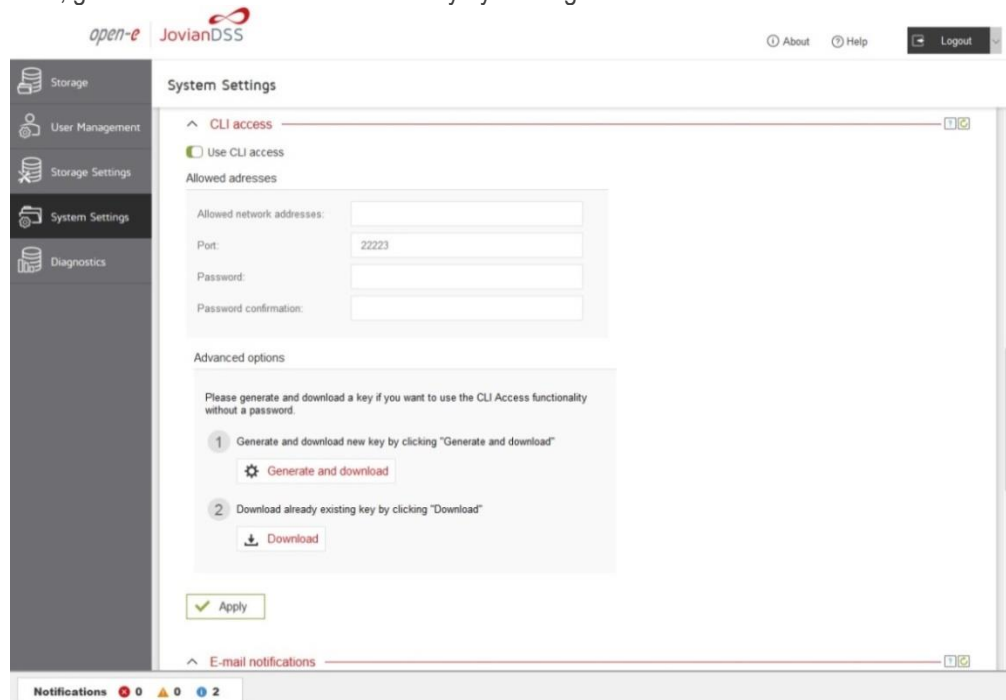 open-e JovianDSS
About Help Logout
Storage
System Settings
User Management
Storage Settings
System Settings
Diagnostics
CLI access
Use CLI access
Allowed adresses
Allowed network addresses:
Port: 22223
Password:
Password confirmation:
Advanced options
Please generate and download a key if you want to use the CLI Access functionality
without a password.
1 Generate and download new key by clicking "Generate and download"
Generate and download
2 Download already existing key by clicking "Download"
Download
Apply
E-mail notifications
Notifications 0 0 2